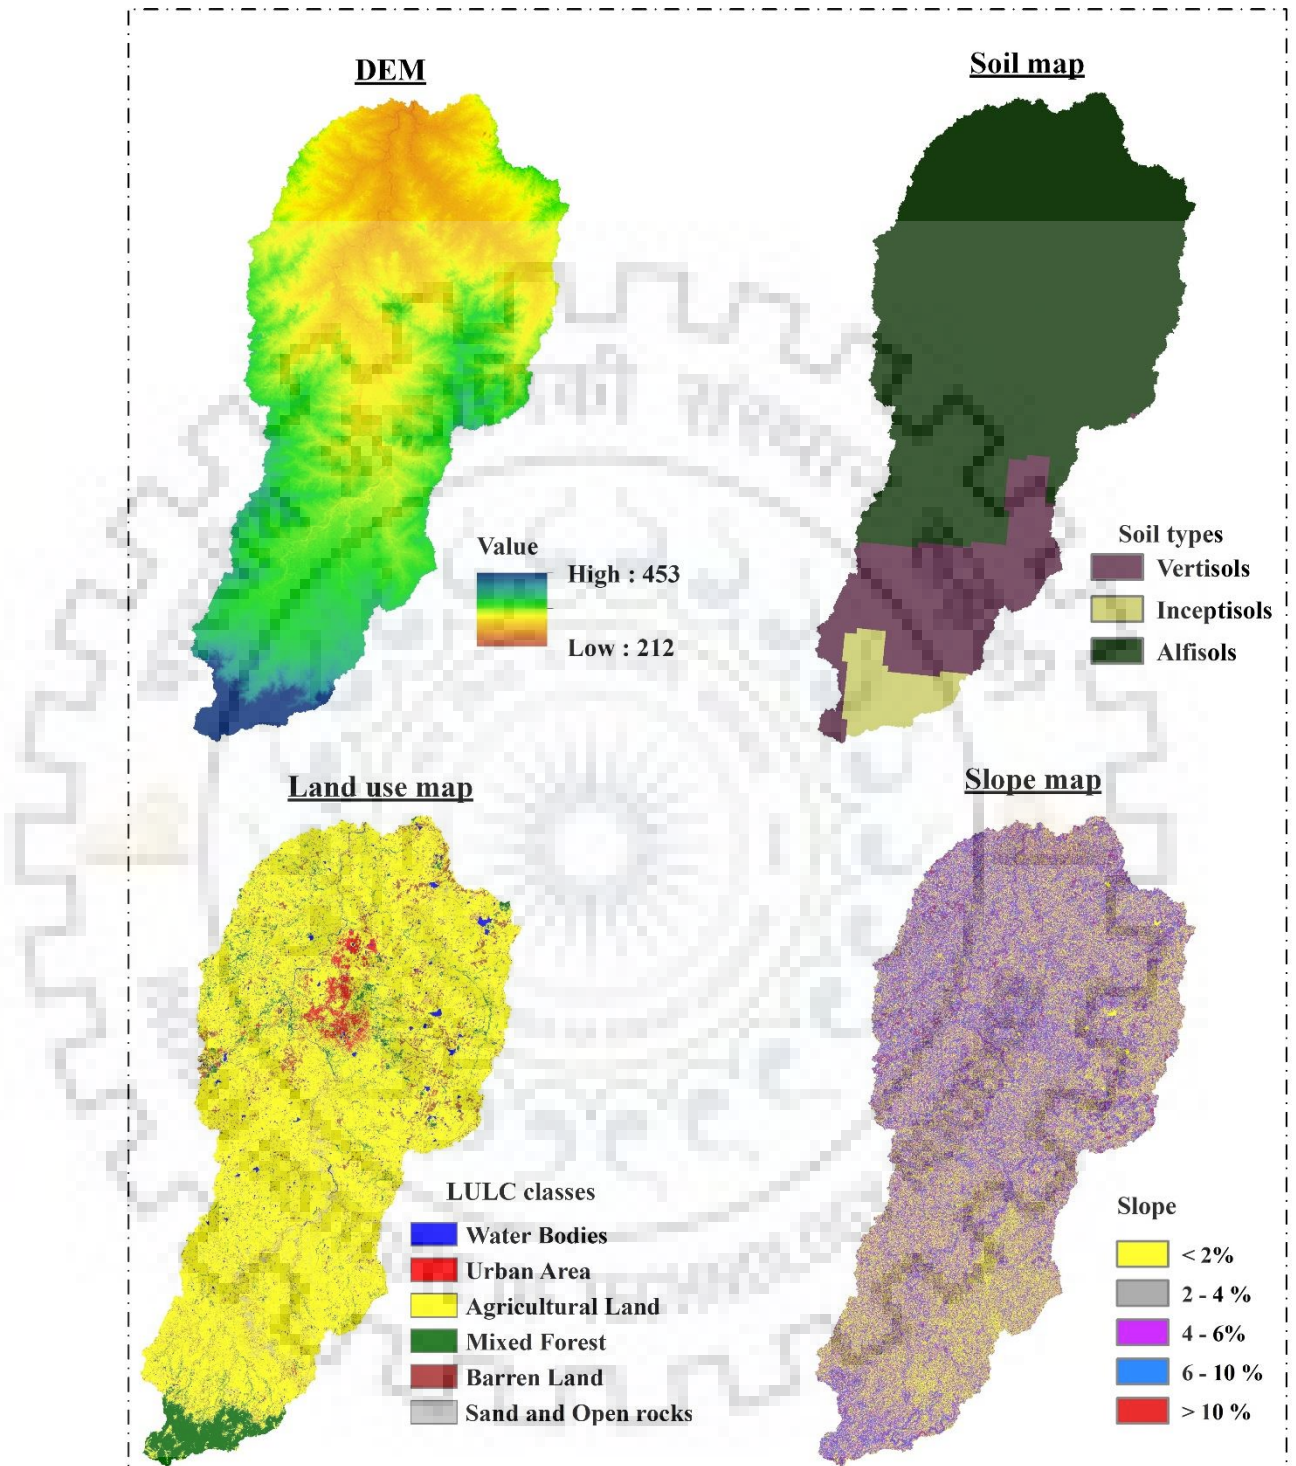 DEM
Soil map
Value
High : 453
Low : 212
Soil types
Vertisols
Inceptisols
Alfisols
Land use map
Slope map
LULC classes
Water Bodies
Urban Area
Agricultural Land
Mixed Forest
Barren Land
Sand and Open rocks
Slope
< 2%
2 - 4 %
4 - 6%
6 - 10 %
> 10 %